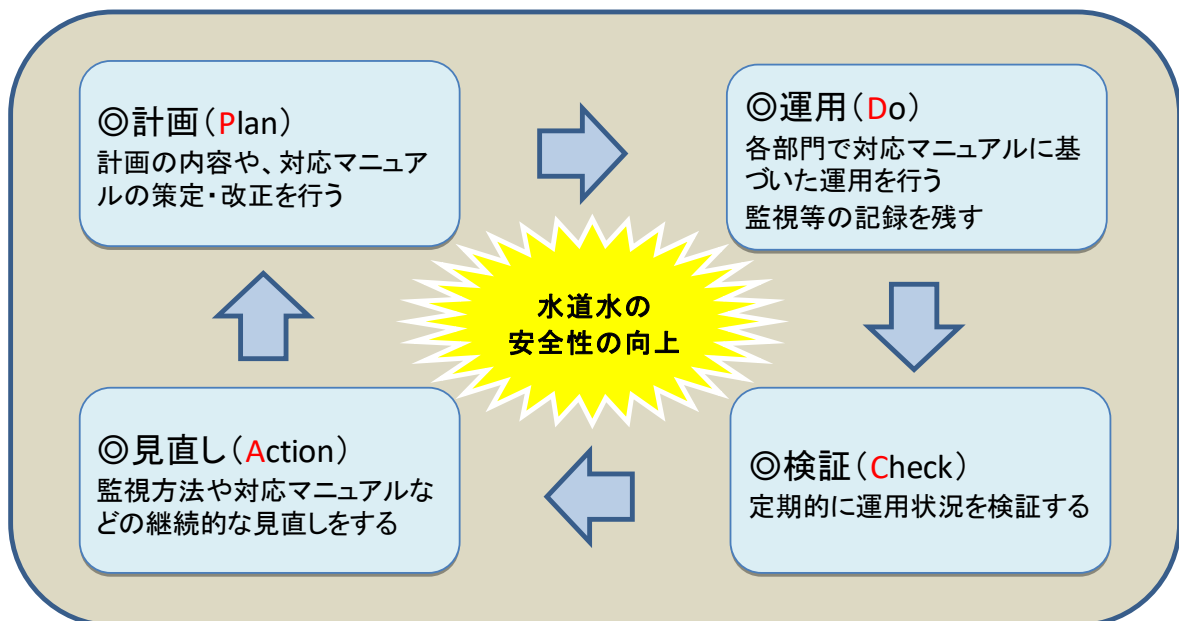 ◎計画(Plan)
計画の内容や、対応マニュア
ルの策定・改正を行う
◎運用(Do)
各部門で対応マニュアルに基
づいた運用を行う
監視等の記録を残す
水道水の
安全性の向上
◎見直し(Action)
監視方法や対応マニュアルな
どの継続的な見直しをする
◎検証(Check)
定期的に運用状況を検証する